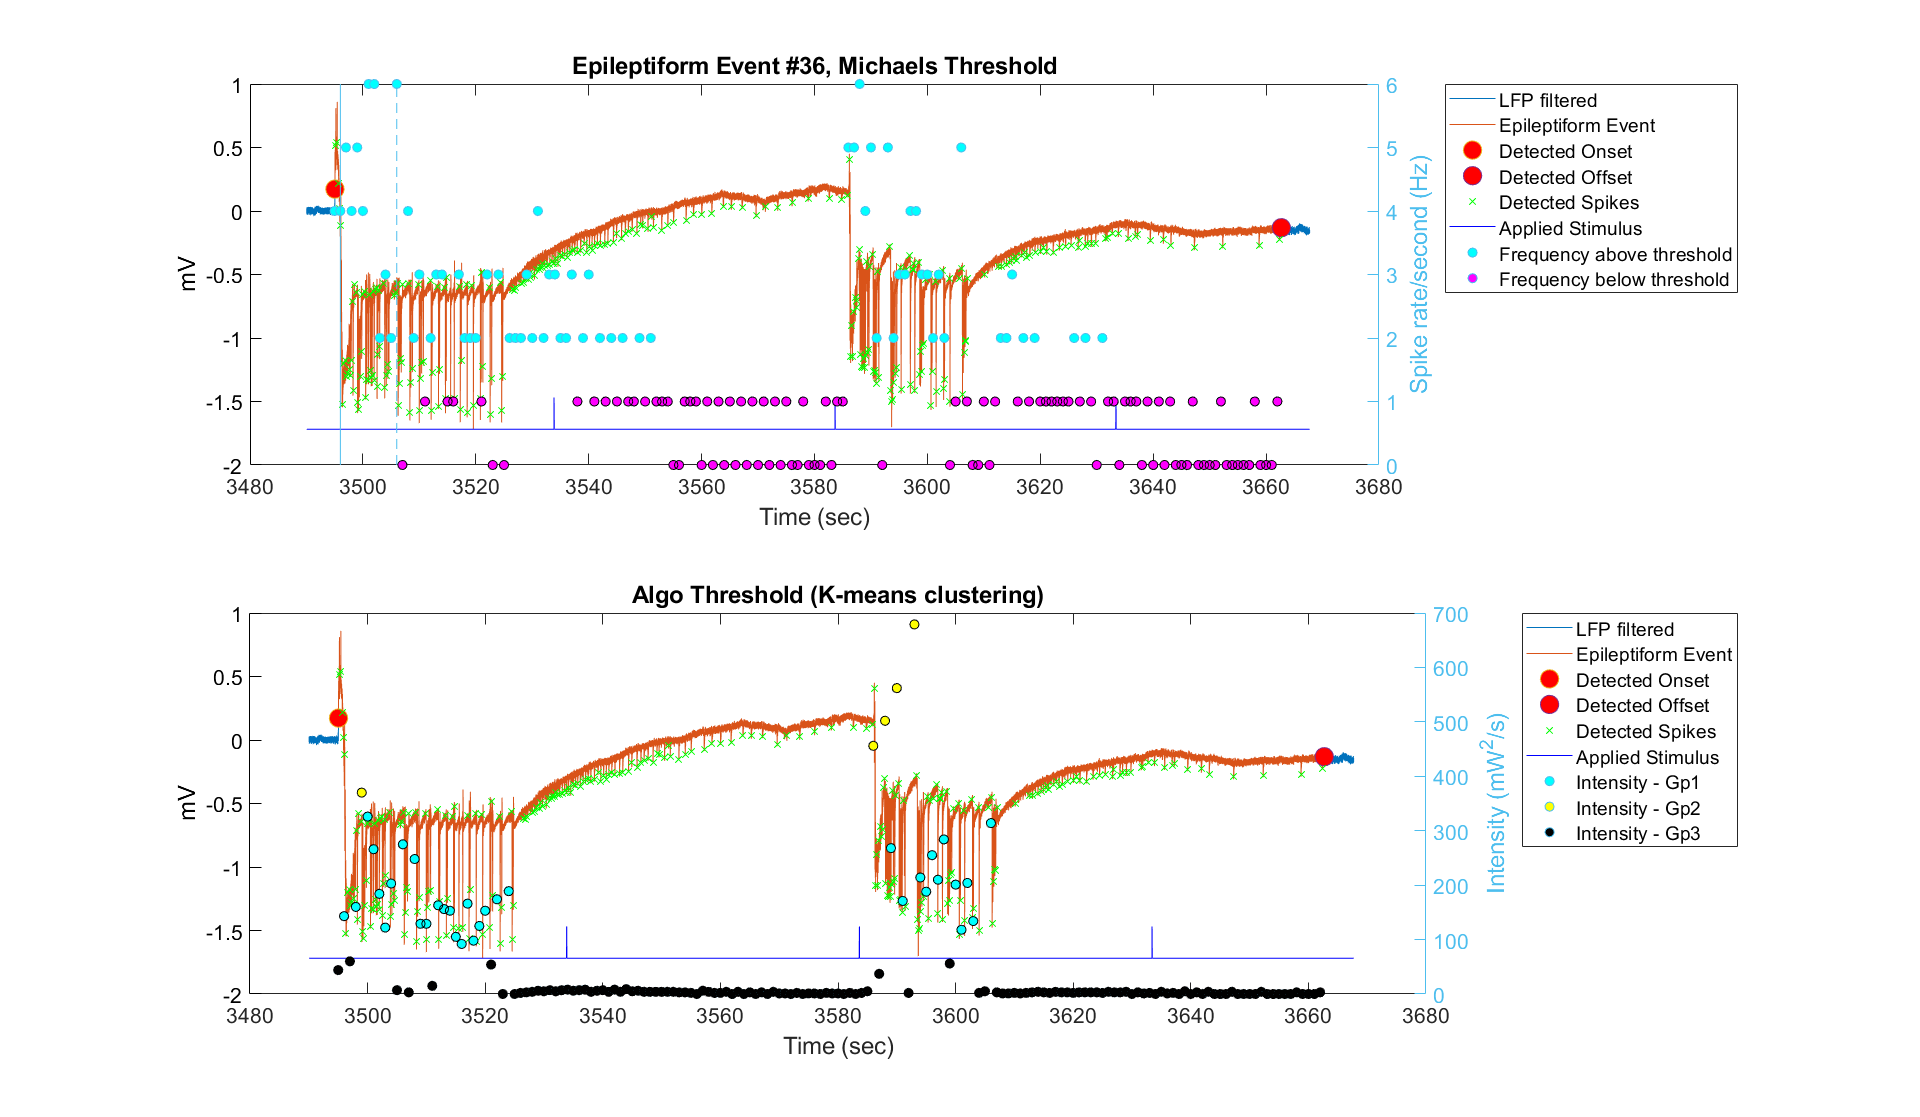 Epileptiform Event #36, Michaels Threshold
1
0.5
0
-0.5
-1
-1.5
-2
mV
3480
3500
3520
3540
3560
3580
3600
3620
3640
3660
3680
Time (sec)
6
5
4
3
2
1
0
Spike rate/second (Hz)
LFP filtered
Epileptiform Event
Detected Onset
Detected Offset
Detected Spikes
Applied Stimulus
Frequency above threshold
Frequency below threshold
Algo Threshold (K-means clustering)
1
0.5
0
-0.5
-1
-1.5
-2
mV
3480
3500
3520
3540
3560
3580
3600
3620
3640
3660
3680
Time (sec)
700
600
500
400
300
200
100
0
Intensity (mW²/s)
LFP filtered
Epileptiform Event
Detected Onset
Detected Offset
Detected Spikes
Applied Stimulus
Intensity - Gp1
Intensity - Gp2
Intensity - Gp3